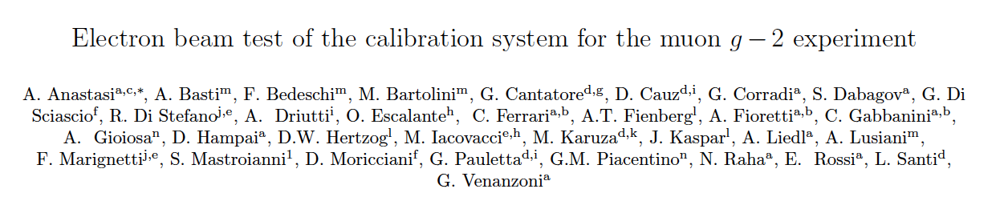 Electron beam test of the calibration system for the muon g − 2 experiment
A. Anastasiᵃ,ᶜ,*, A. Bastiᵐ, F. Bedeschiᵐ, M. Bartoliniᵐ, G. Cantatoreᵈ,ᵍ, D. Cauzᵈ,ⁱ, G. Corradiᵃ, S. Dabagovᵃ, G. Di
Sciascioᶠ, R. Di Stefanoʲ,ᵉ, A. Driuttiⁱ, O. Escalanteʰ, C. Ferrariᵃ,ᵇ, A.T. Fienbergˡ, A. Fiorettiᵃ,ᵇ, C. Gabbaniniᵃ,ᵇ,
A. Gioiosaⁿ, D. Hampaiᵃ, D.W. Hertzogˡ, M. Iacovacciᵉ,ʰ, M. Karuzaᵈ,ᵏ, J. Kasparˡ, A. Liedlᵃ, A. Lusianiᵐ,
F. Marignettiʲ,ᵉ, S. Mastroianni¹, D. Moriccianiᶠ, G. Paulettaᵈ,ⁱ, G.M. Piacentinoⁿ, N. Rahaᵃ, E. Rossiᵃ, L. Santiᵈ,
G. Venanzoniᵃ